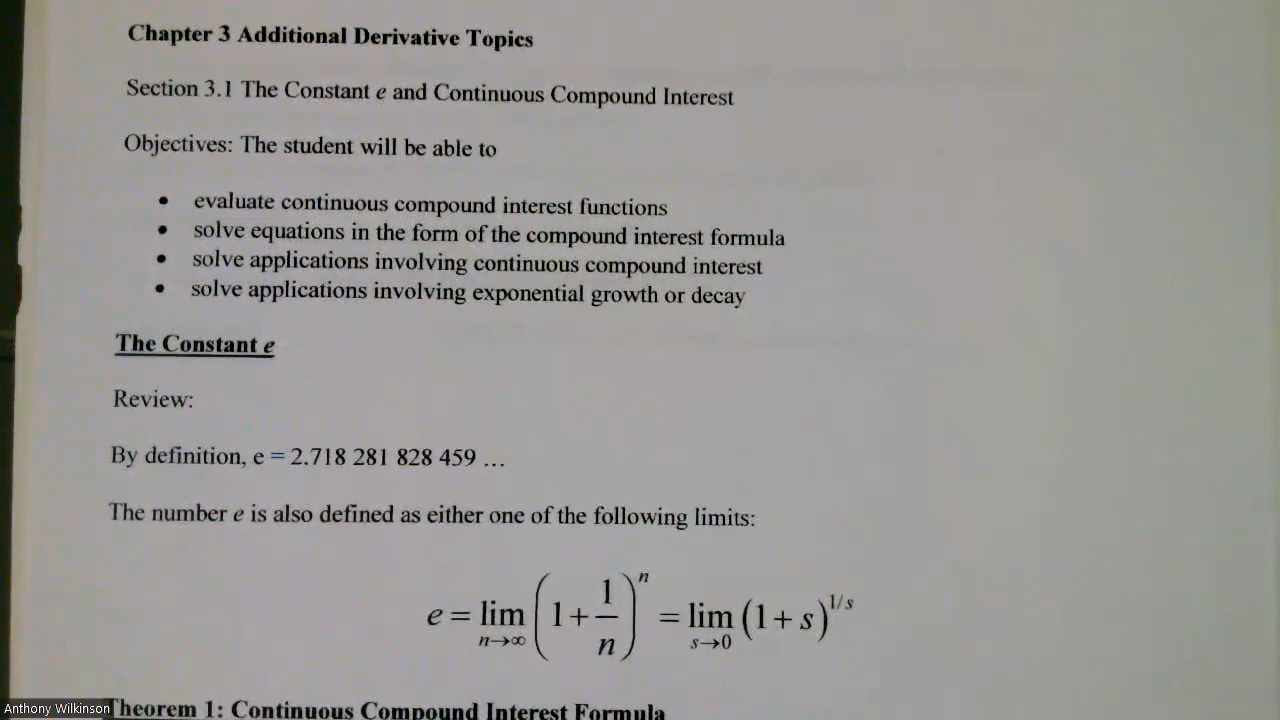 Chapter 3 Additional Derivative Topics
Section 3.1 The Constant e and Continuous Compound Interest
Objectives: The student will be able to
• evaluate continuous compound interest functions
• solve equations in the form of the compound interest formula
• solve applications involving continuous compound interest
• solve applications involving exponential growth or decay
The Constant e
Review:
By definition, e = 2.718 281 828 459 ...
The number e is also defined as either one of the following limits:
e = lim n→∞ (1 + 1/n)^n = lim s→0 (1 + s)^1/s
Theorem 1: Continuous Compound Interest Formula
Anthony Wilkinson